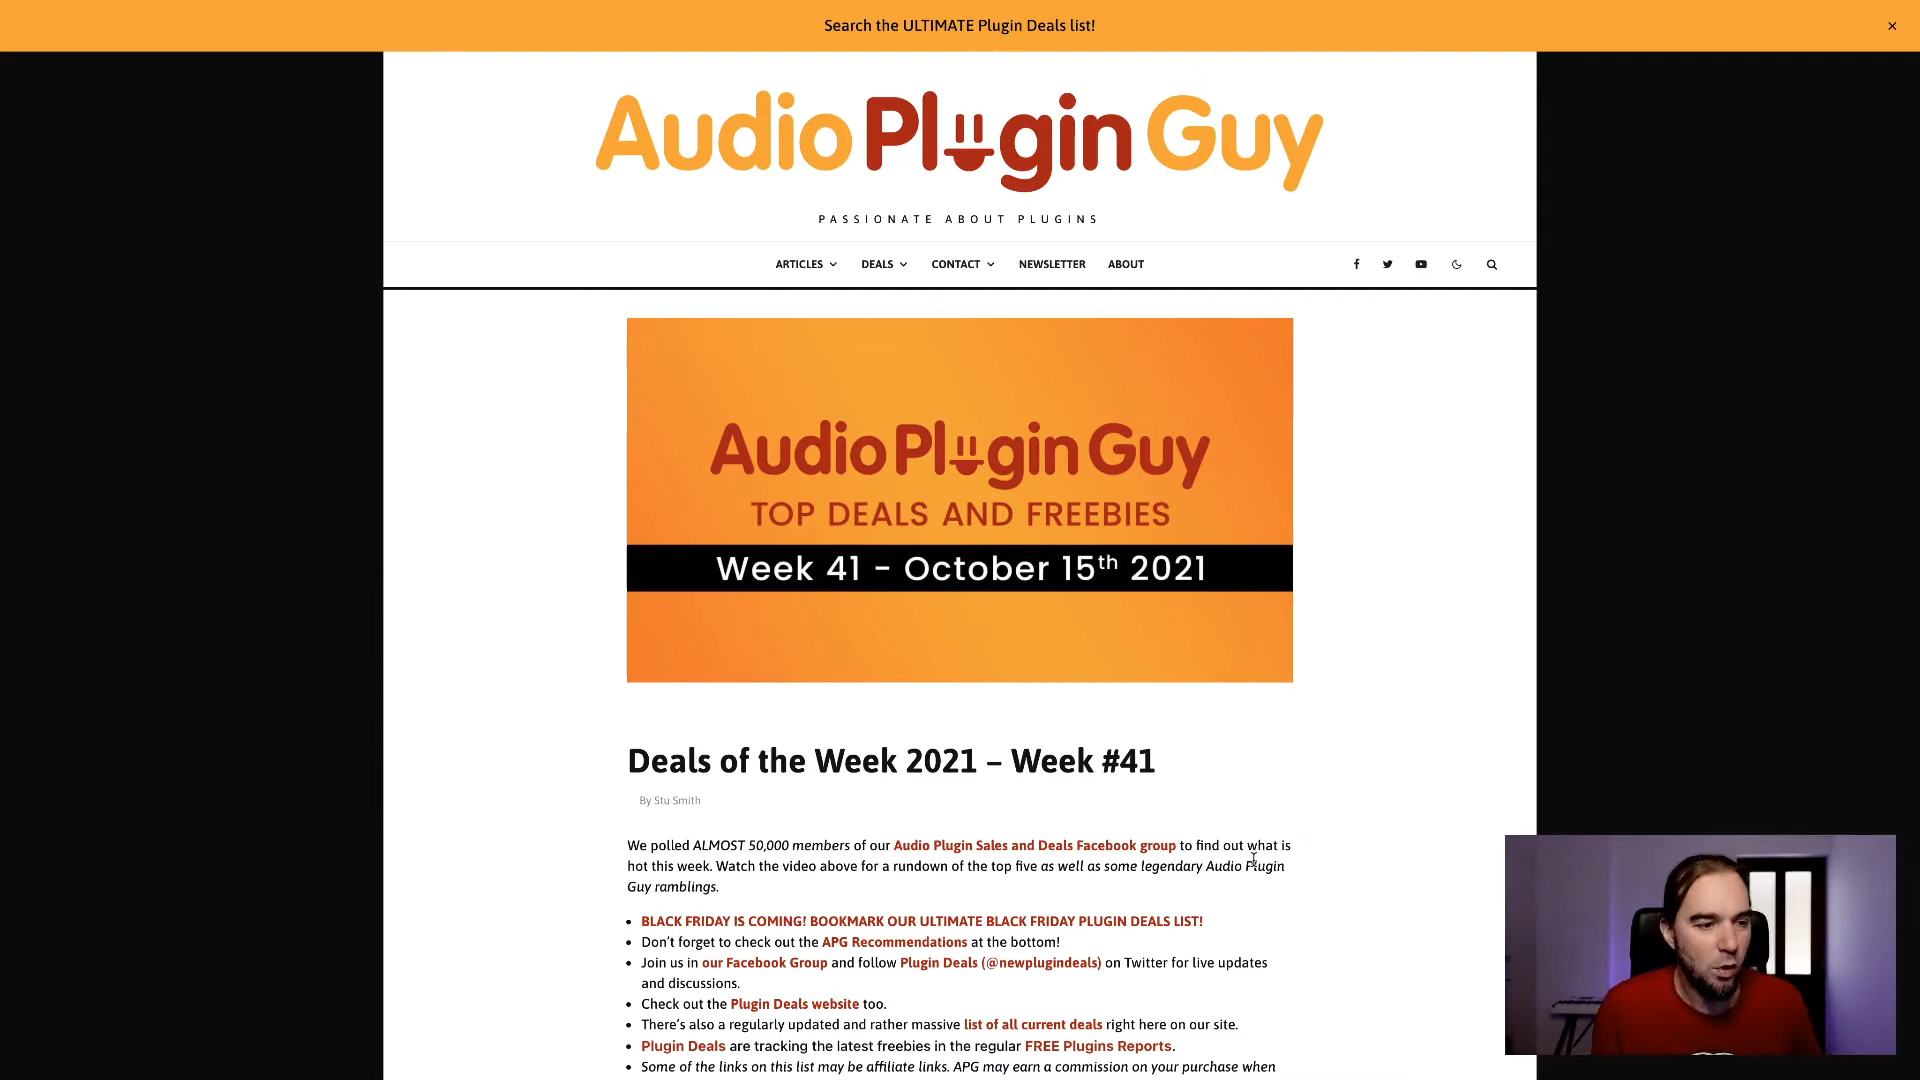 Search the ULTIMATE Plugin Deals list!
×
Audio Plugin Guy
PASSIONATE ABOUT PLUGINS
ARTICLES DEALS CONTACT NEWSLETTER ABOUT
Audio Plugin Guy
TOP DEALS AND FREEBIES
Week 41 - October 15th 2021
Deals of the Week 2021 – Week #41
By Stu Smith
We polled ALMOST 50,000 members of our Audio Plugin Sales and Deals Facebook group to find out what is
hot this week. Watch the video above for a rundown of the top five as well as some legendary Audio Plugin
Guy ramblings.
• BLACK FRIDAY IS COMING! BOOKMARK OUR ULTIMATE BLACK FRIDAY PLUGIN DEALS LIST!
• Don't forget to check out the APG Recommendations at the bottom!
• Join us in our Facebook Group and follow Plugin Deals (@newplugindeals) on Twitter for live updates
and discussions.
• Check out the Plugin Deals website too.
• There's also a regularly updated and rather massive list of all current deals right here on our site.
• Plugin Deals are tracking the latest freebies in the regular FREE Plugins Reports.
• Some of the links on this list may be affiliate links. APG may earn a commission on your purchase when